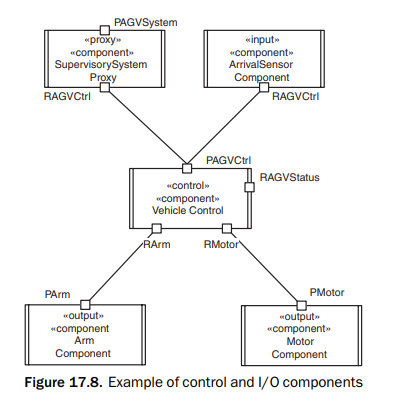 PAGVSystem
«proxy»
«component»
SupervisorySystem
Proxy
«input»
«component»
ArrivalSensor
Component
RAGVCtrl
RAGVCtrl
PAGVCtrl
RAGVStatus
«control»
«component»
Vehicle Control
RArm
RMotor
PArm
PMotor
«output»
«component
Arm
Component
«output»
«component»
Motor
Component
Figure 17.8. Example of control and I/O components